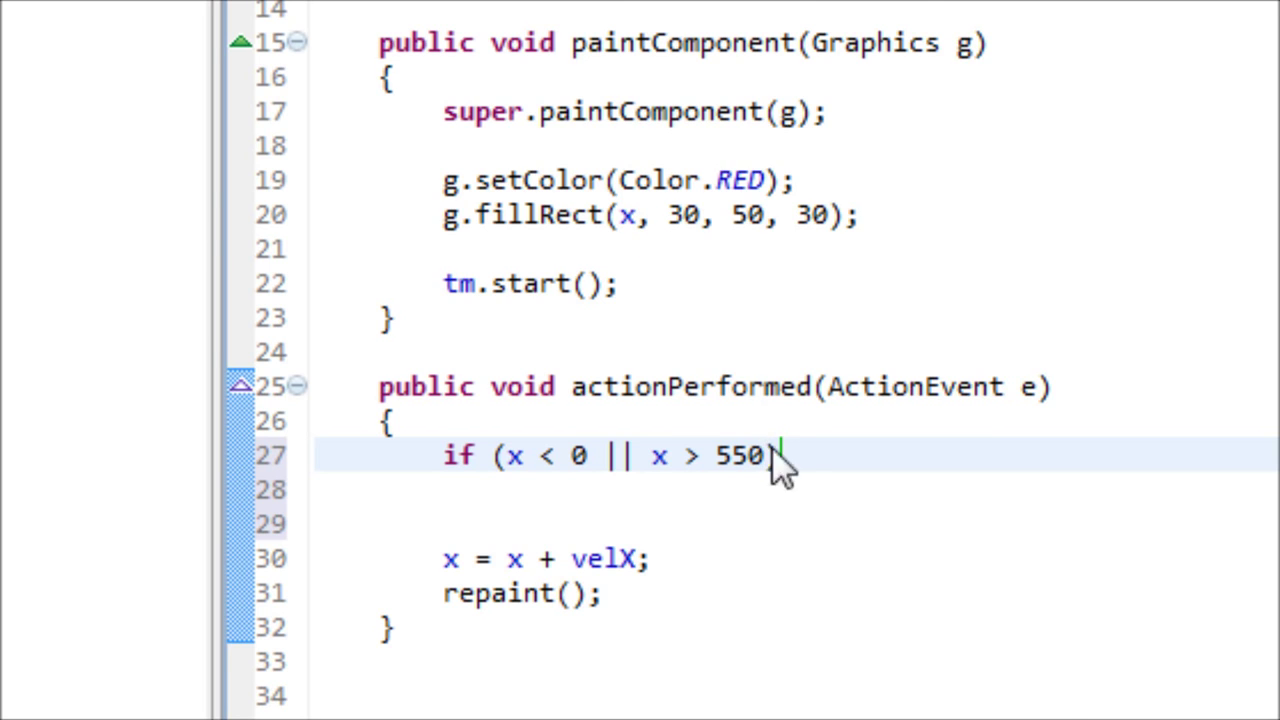 14
15 public void paintComponent(Graphics g)
16 {
17 super.paintComponent(g);
18
19 g.setColor(Color.RED);
20 g.fillRect(x, 30, 50, 30);
21
22 tm.start();
23 }
24
25 public void actionPerformed(ActionEvent e)
26 {
27 if (x < 0 || x > 550)
28
29
30 x = x + velX;
31 repaint();
32 }
33
34